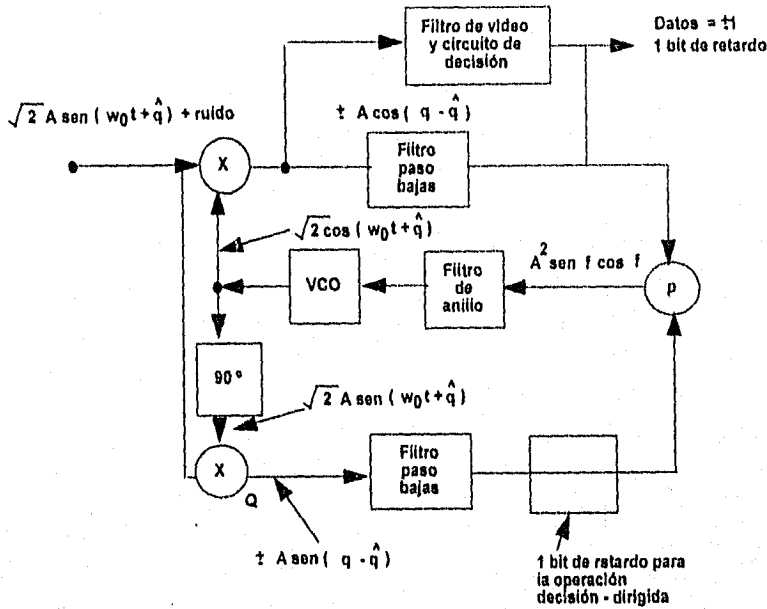 Filtro de video
y circuito de
decisión
Datos = ±1
1 bit de retardo
√2 A sen ( w₀t + q̂ ) + ruido
± A cos ( q - q̂ )
X
Filtro
paso
bajas
√2 cos ( w₀t + q̂ )
VCO
Filtro
de
anillo
A² sen f cos f
p
90°
√2 A sen ( w₀t + q̂ )
X
Q
Filtro
paso
bajas
± A sen ( q - q̂ )
1 bit de retardo para
la operación
decisión - dirigida